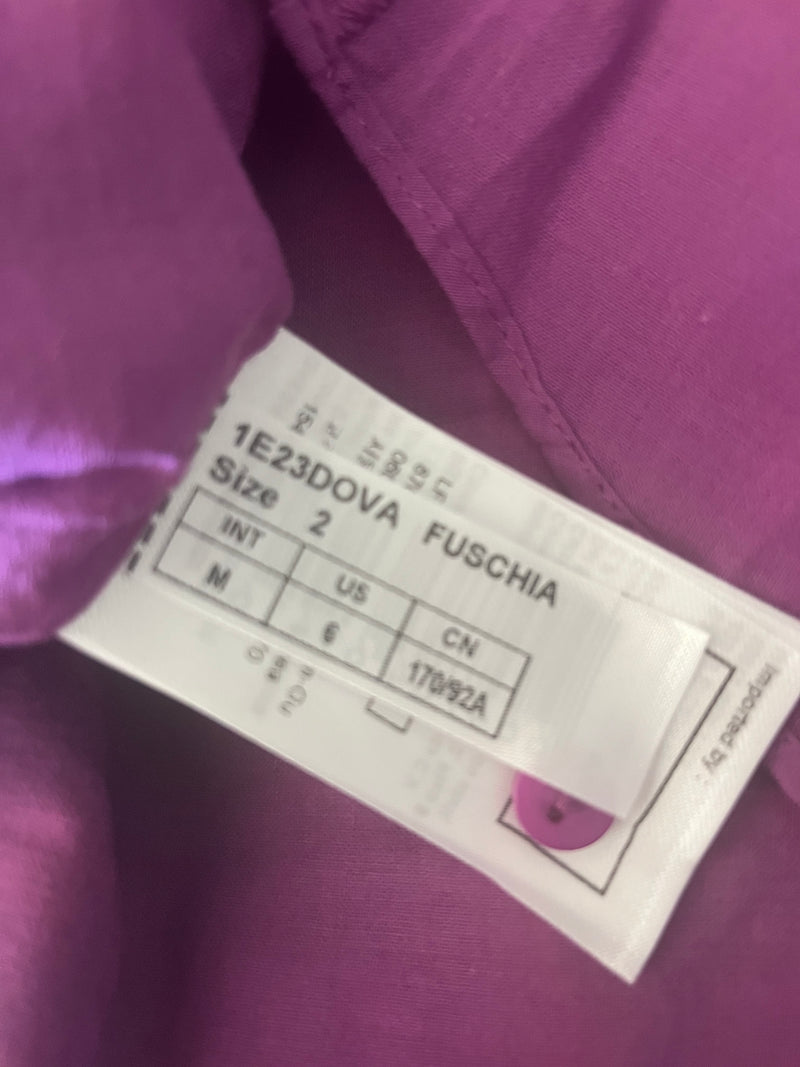 1E23DOVA FUSCHIA
Size 2
INT US CN
M 6 170/92A
Imported by :